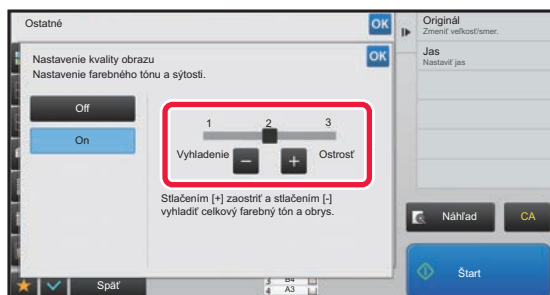 Ostatné
OK
Originál
Zmeniť veľkosť/smer.
Jas
Nastaviť jas
Nastavenie kvality obrazu
Nastavenie farebného tónu a sýtosti.
OK
Off
On
1 2 3
Vyhladenie - + Ostrosť
Stlačením [+] zaostriť a stlačením [-]
vyhladiť celkový farebný tón a obrys.
Náhľad
CA
Štart
Späť
3 B4
4 A3